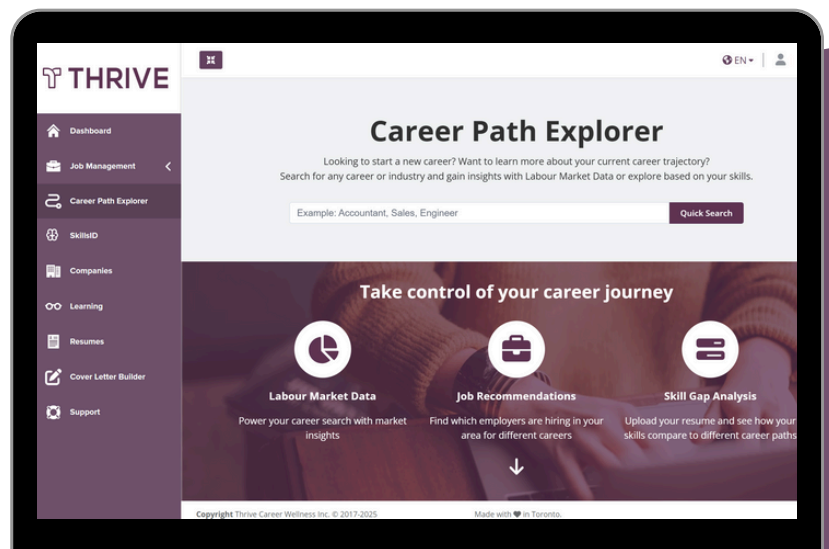 THRIVE
EN
Dashboard
Job Management
Career Path Explorer
SkillsID
Companies
Learning
Resumes
Cover Letter Builder
Support
Career Path Explorer
Looking to start a new career? Want to learn more about your current career trajectory?
Search for any career or industry and gain insights with Labour Market Data or explore based on your skills.
Example: Accountant, Sales, Engineer
Quick Search
Take control of your career journey
Labour Market Data
Power your career search with market
insights
Job Recommendations
Find which employers are hiring in your
area for different careers
Skill Gap Analysis
Upload your resume and see how your
skills compare to different career paths
Copyright Thrive Career Wellness Inc. © 2017-2025
Made with ♥ in Toronto.